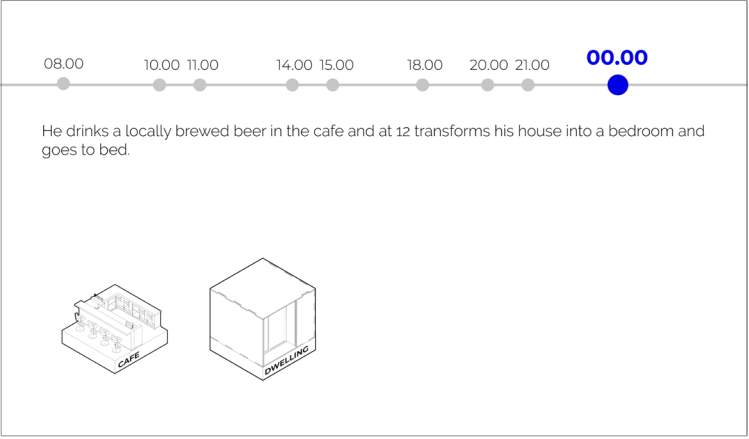 08.00 10.00 11.00 14.00 15.00 18.00 20.00 21.00 00.00
He drinks a locally brewed beer in the cafe and at 12 transforms his house into a bedroom and
goes to bed.
CAFE
DWELLING